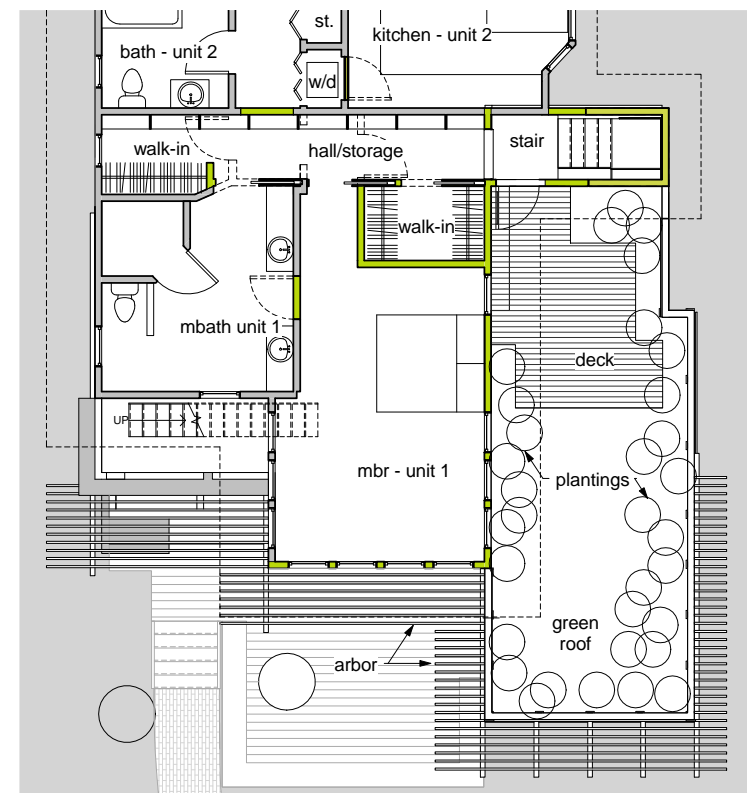 st.
kitchen - unit 2
bath - unit 2
w/d
stair
walk-in
hall/storage
walk-in
mbath unit 1
deck
UP
mbr - unit 1
plantings
green
roof
arbor